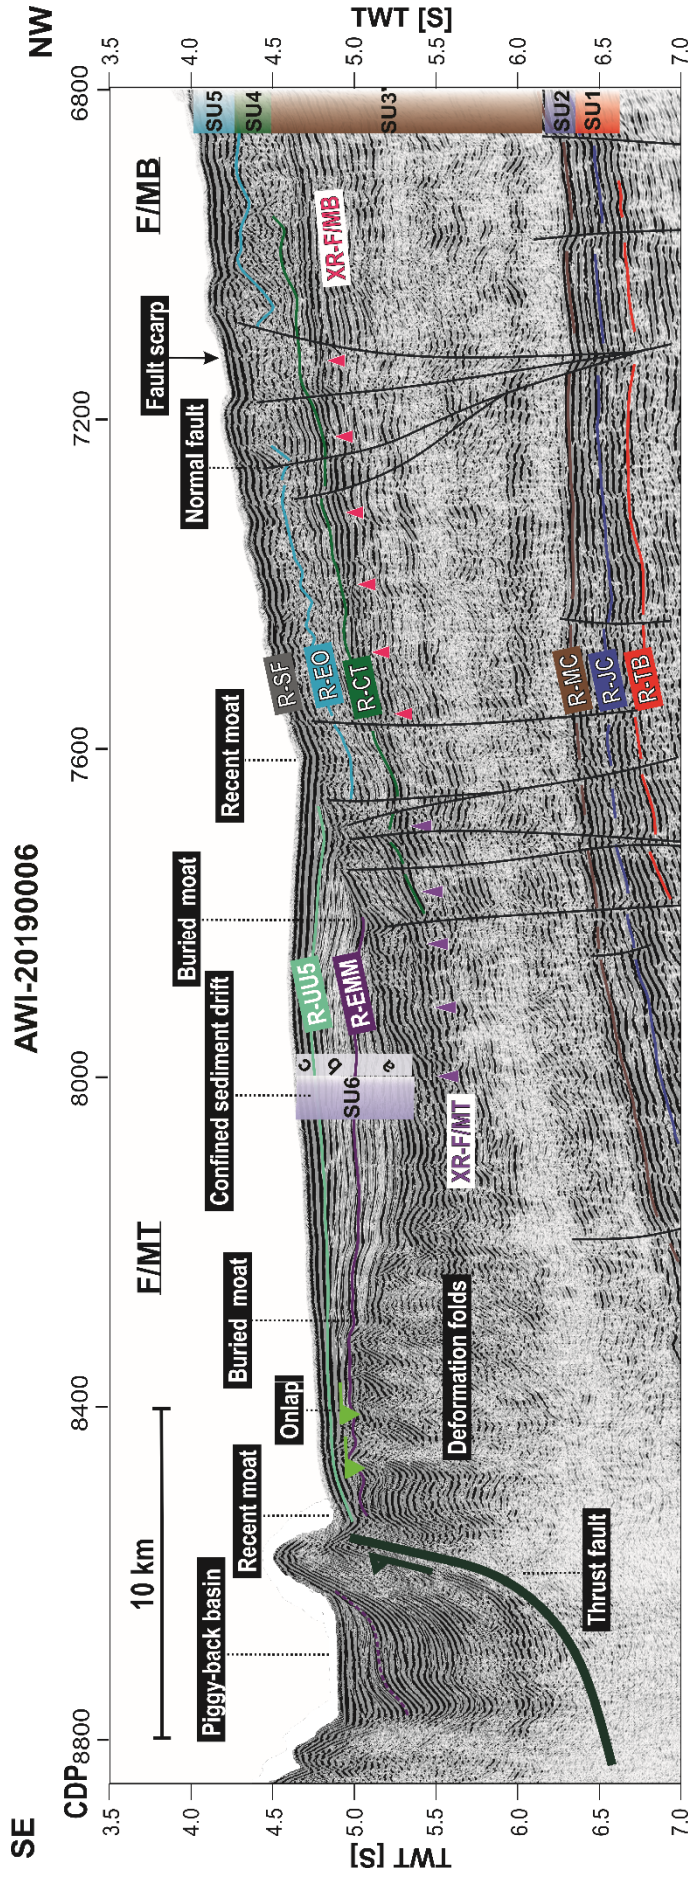 AWI-20190006
SE
NW
CDP
8800
8400
8000
7600
7200
6800
TWT [S]
3.5
4.0
4.5
5.0
5.5
6.0
6.5
7.0
TWT [S]
3.5
4.0
4.5
5.0
5.5
6.0
6.5
7.0
10 km
F/MT
F/MB
Piggy-back basin
Recent moat
Onlap
Buried moat
Confined sediment drift
Buried moat
Recent moat
Normal fault
Fault scarp
R-SF
R-EO
R-CT
R-UU5
R-EMM
SU6
c
b
a
XR-F/MT
XR-F/MB
R-MC
R-JC
R-TB
SU5
SU4
SU3'
SU2
SU1
Deformation folds
Thrust fault